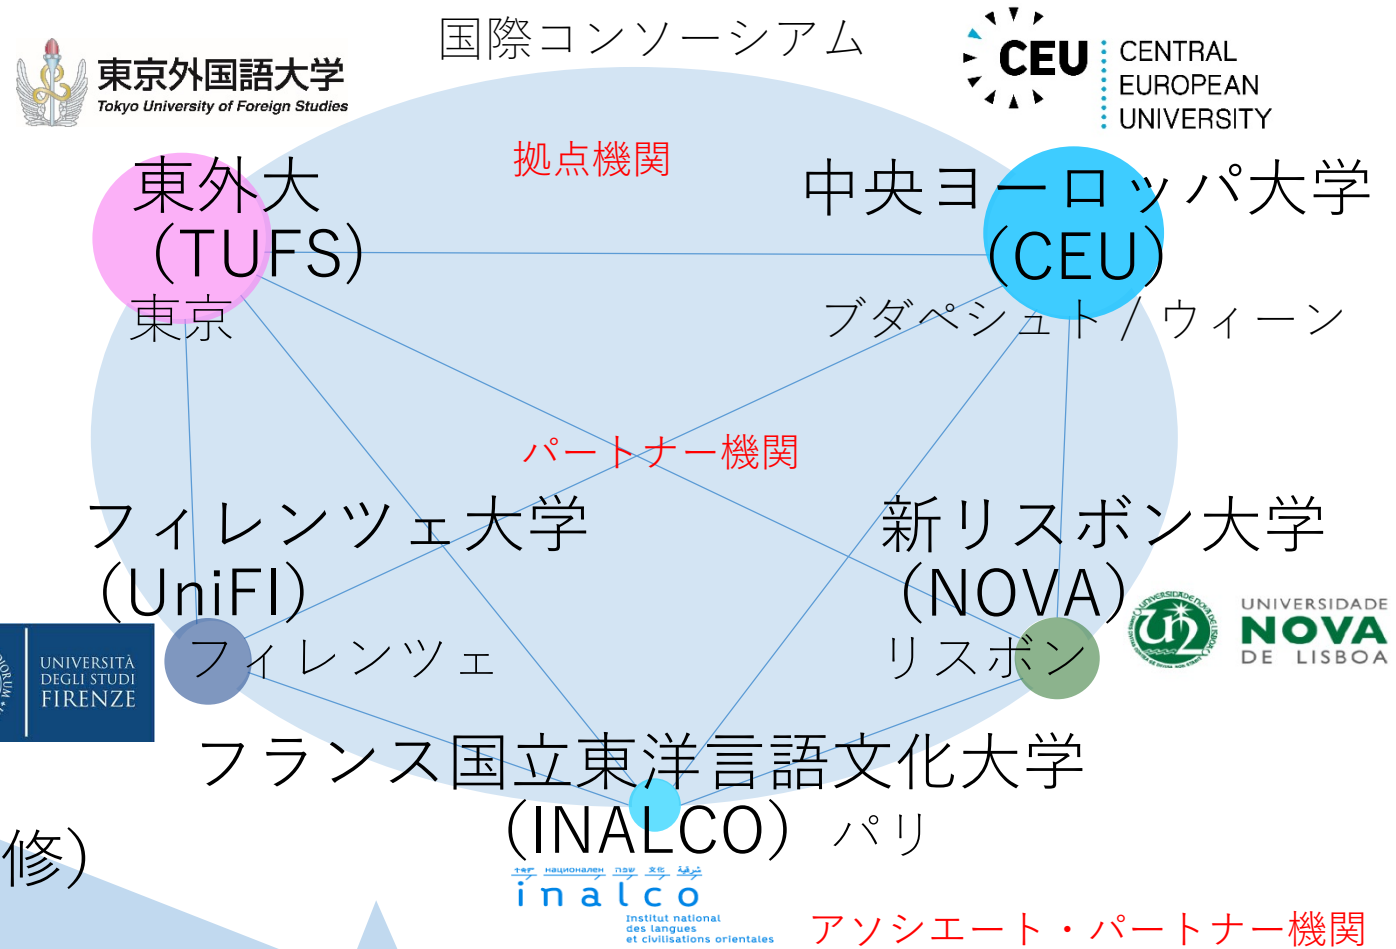 国際コンソーシアム
東京外国語大学
Tokyo University of Foreign Studies
CEU
CENTRAL
EUROPEAN
UNIVERSITY
拠点機関
東外大
（TUFS）
東京
中央ヨーロッパ大学
（CEU）
ブダペシュト / ウィーン
パートナー機関
フィレンツェ大学
（UniFI）
フィレンツェ
UNIVERSITÀ
DEGLI STUDI
FIRENZE
新リスボン大学
（NOVA）
リスボン
UNIVERSIDADE
NOVA
DE LISBOA
フランス国立東洋言語文化大学
（INALCO） パリ
修）
inalco
Institut national
des langues
et civilisations orientales
アソシエート・パートナー機関